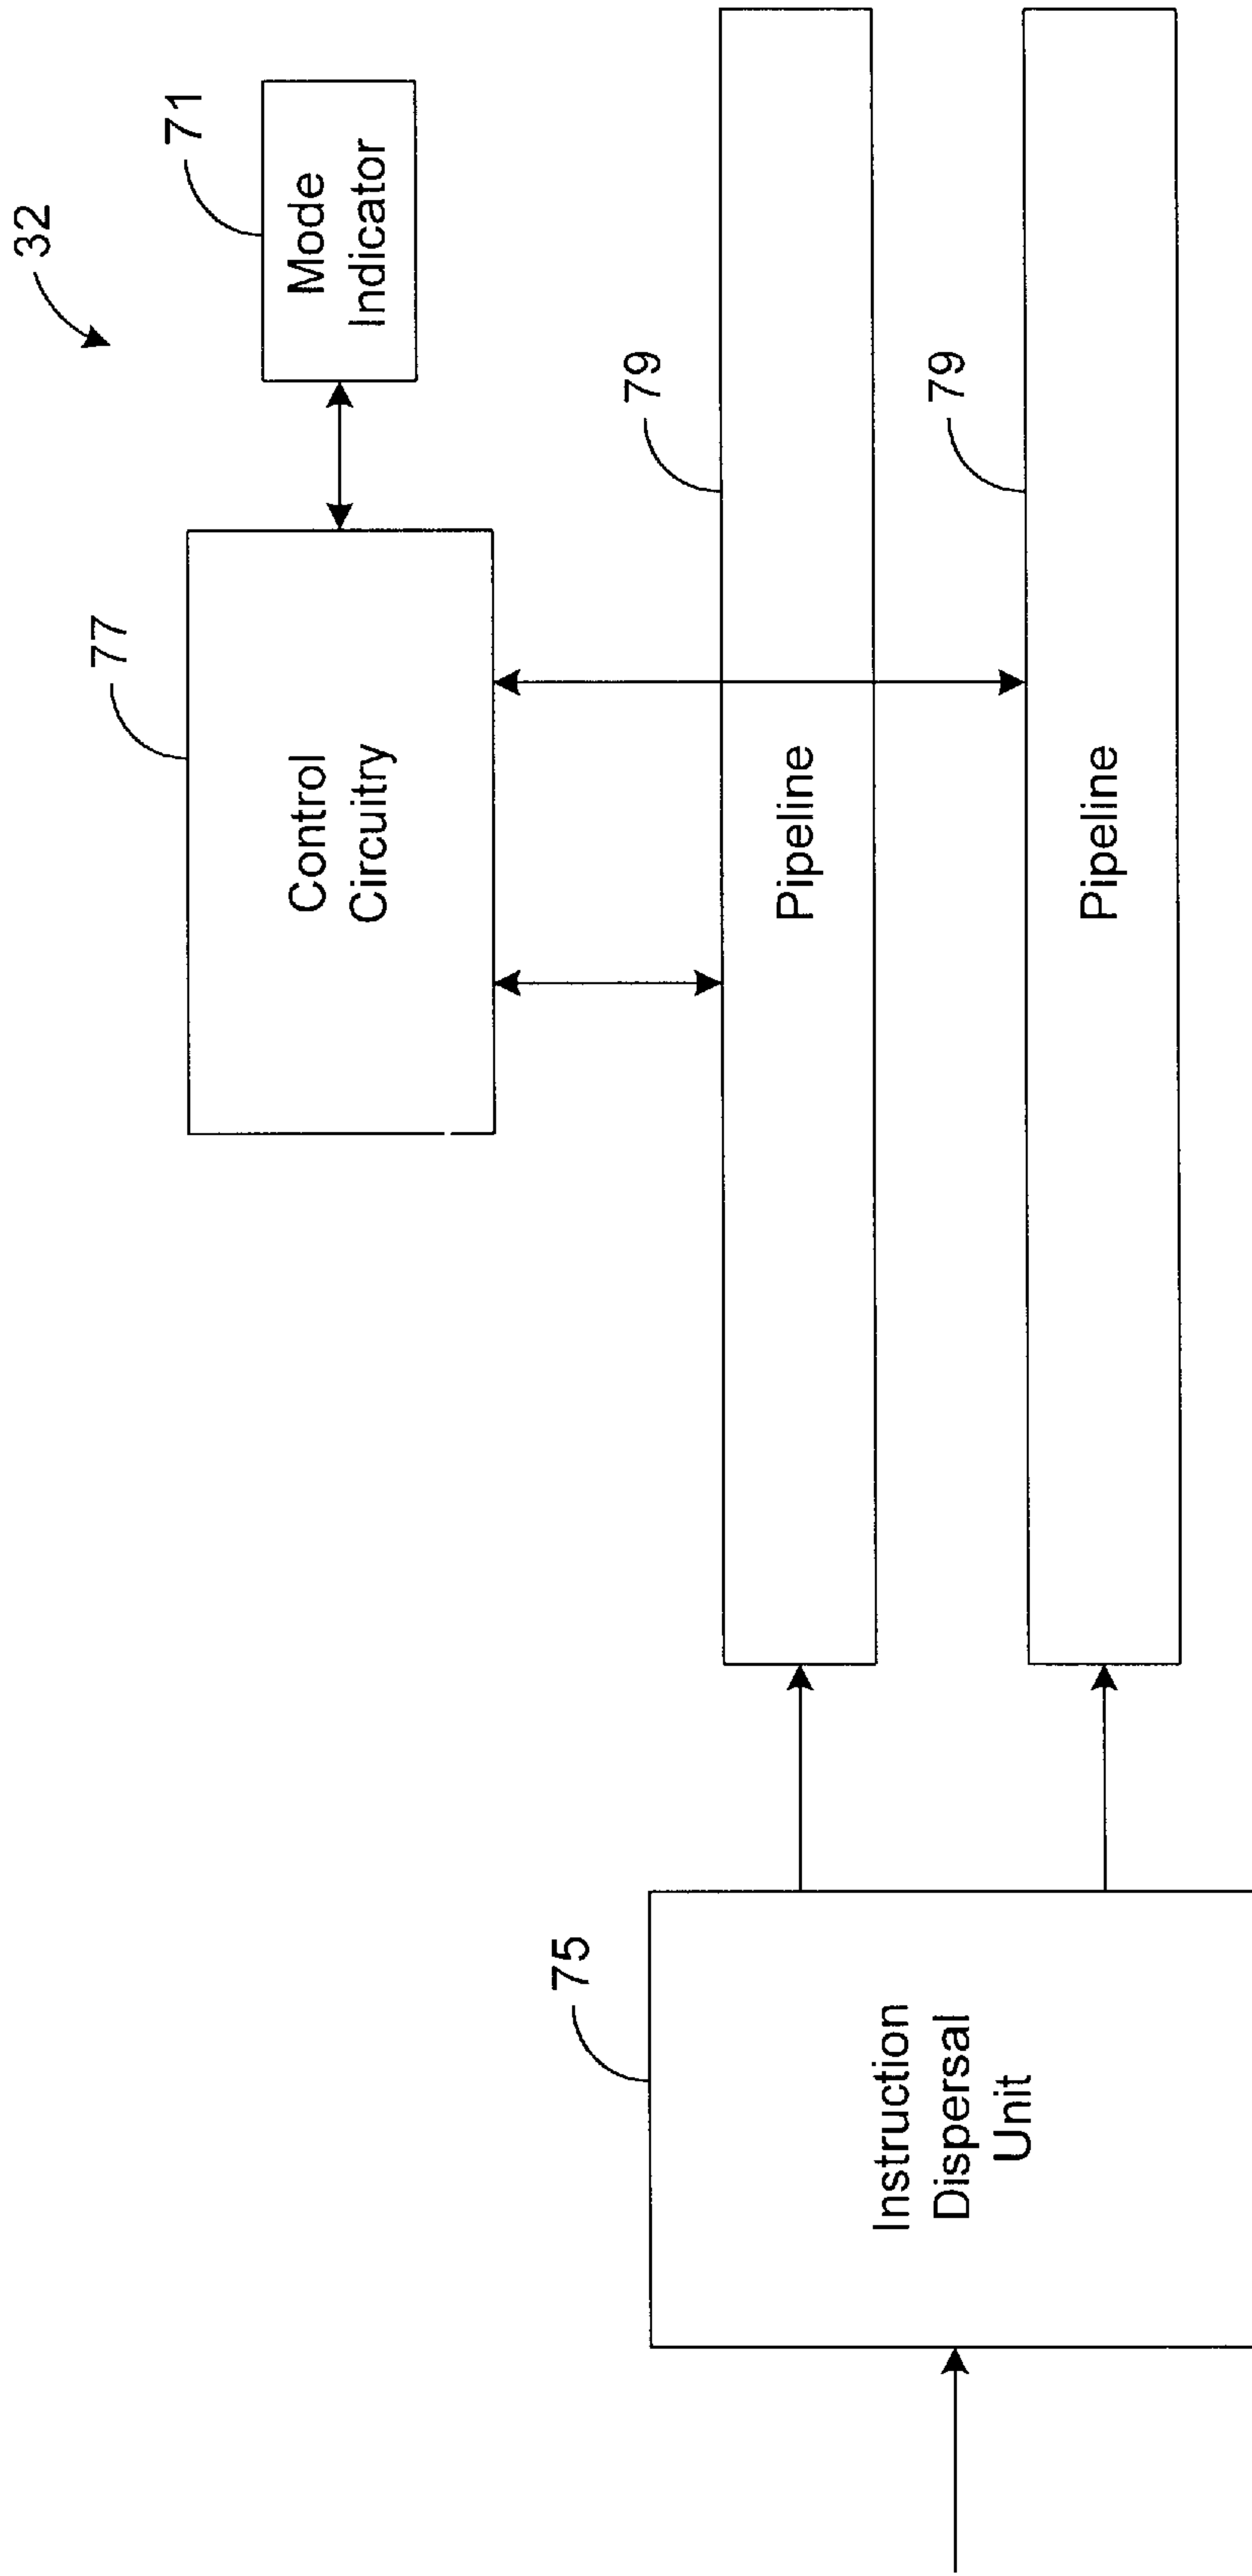 32
71
Mode
Indicator
77
Control
Circuitry
79
Pipeline
79
Pipeline
75
Instruction
Dispersal
Unit